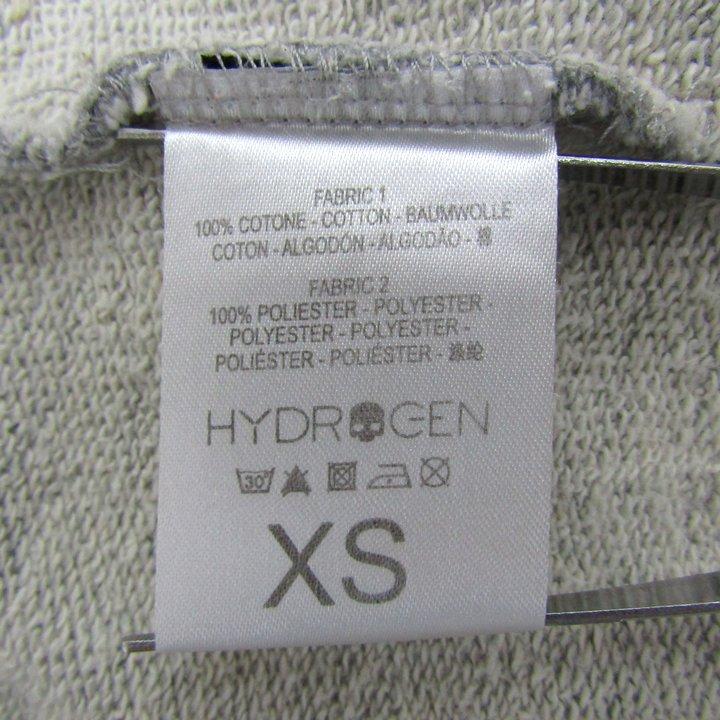 FABRIC 1
100% COTONE - COTTON - BAUMWOLLE
COTON - ALGODÓN - ALGODÃO - 棉
FABRIC 2
100% POLIESTER - POLYESTER -
POLYESTER - POLYESTER -
POLIÉSTER - POLIÉSTER - 涤纶
HYDROGEN
30°
XS